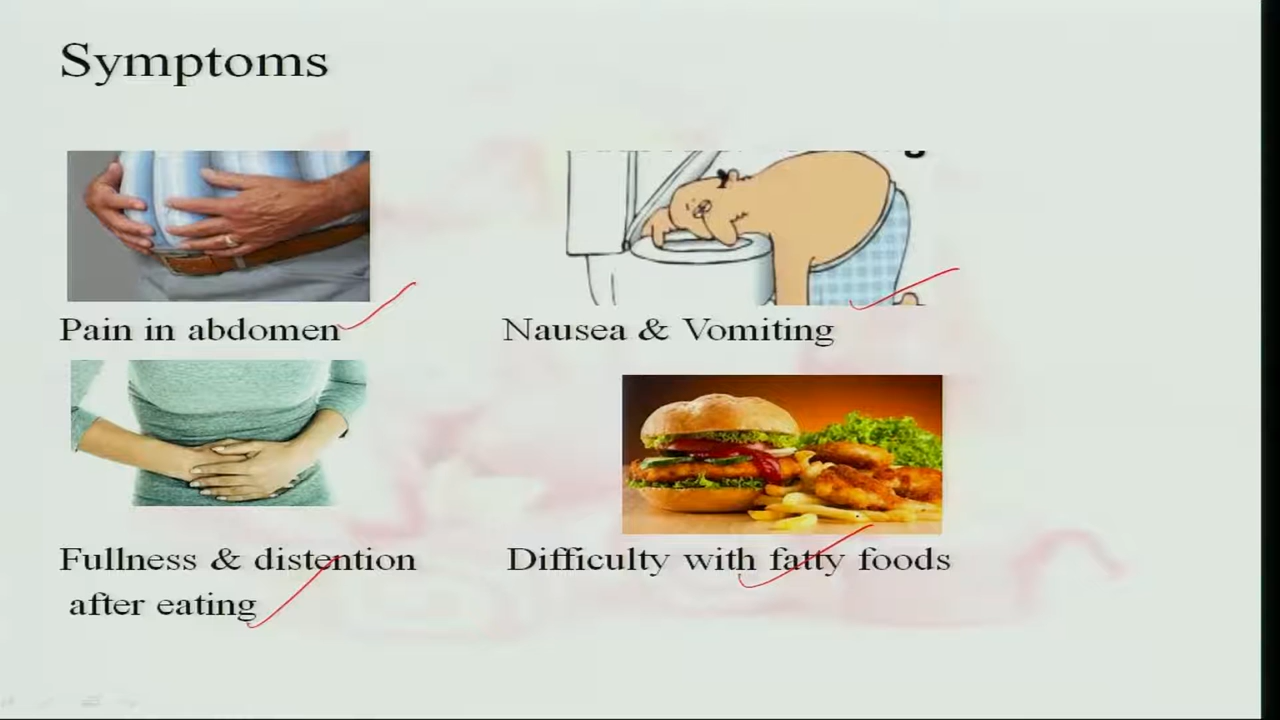 Symptoms
Pain in abdomen
Nausea & Vomiting
Fullness & distention
after eating
Difficulty with fatty foods